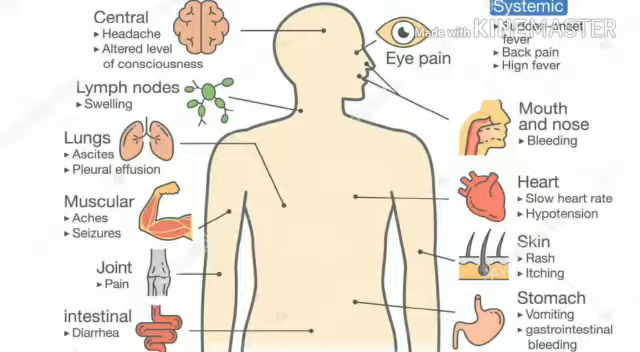 Central
▸ Headache
▸ Altered level
of consciousness
Lymph nodes
▸ Swelling
Lungs
▸ Ascites
▸ Pleural effusion
Muscular
▸ Aches
▸ Seizures
Joint
▸ Pain
intestinal
▸ Diarrhea
Eye pain
Made with KINEMASTER
Systemic
▸ Sudden-onset
fever
▸ Back pain
▸ Hign fever
Mouth
and nose
▸ Bleeding
Heart
▸ Slow heart rate
▸ Hypotension
Skin
▸ Rash
▸ Itching
Stomach
▸ Vomiting
▸ gastrointestinal
bleeding